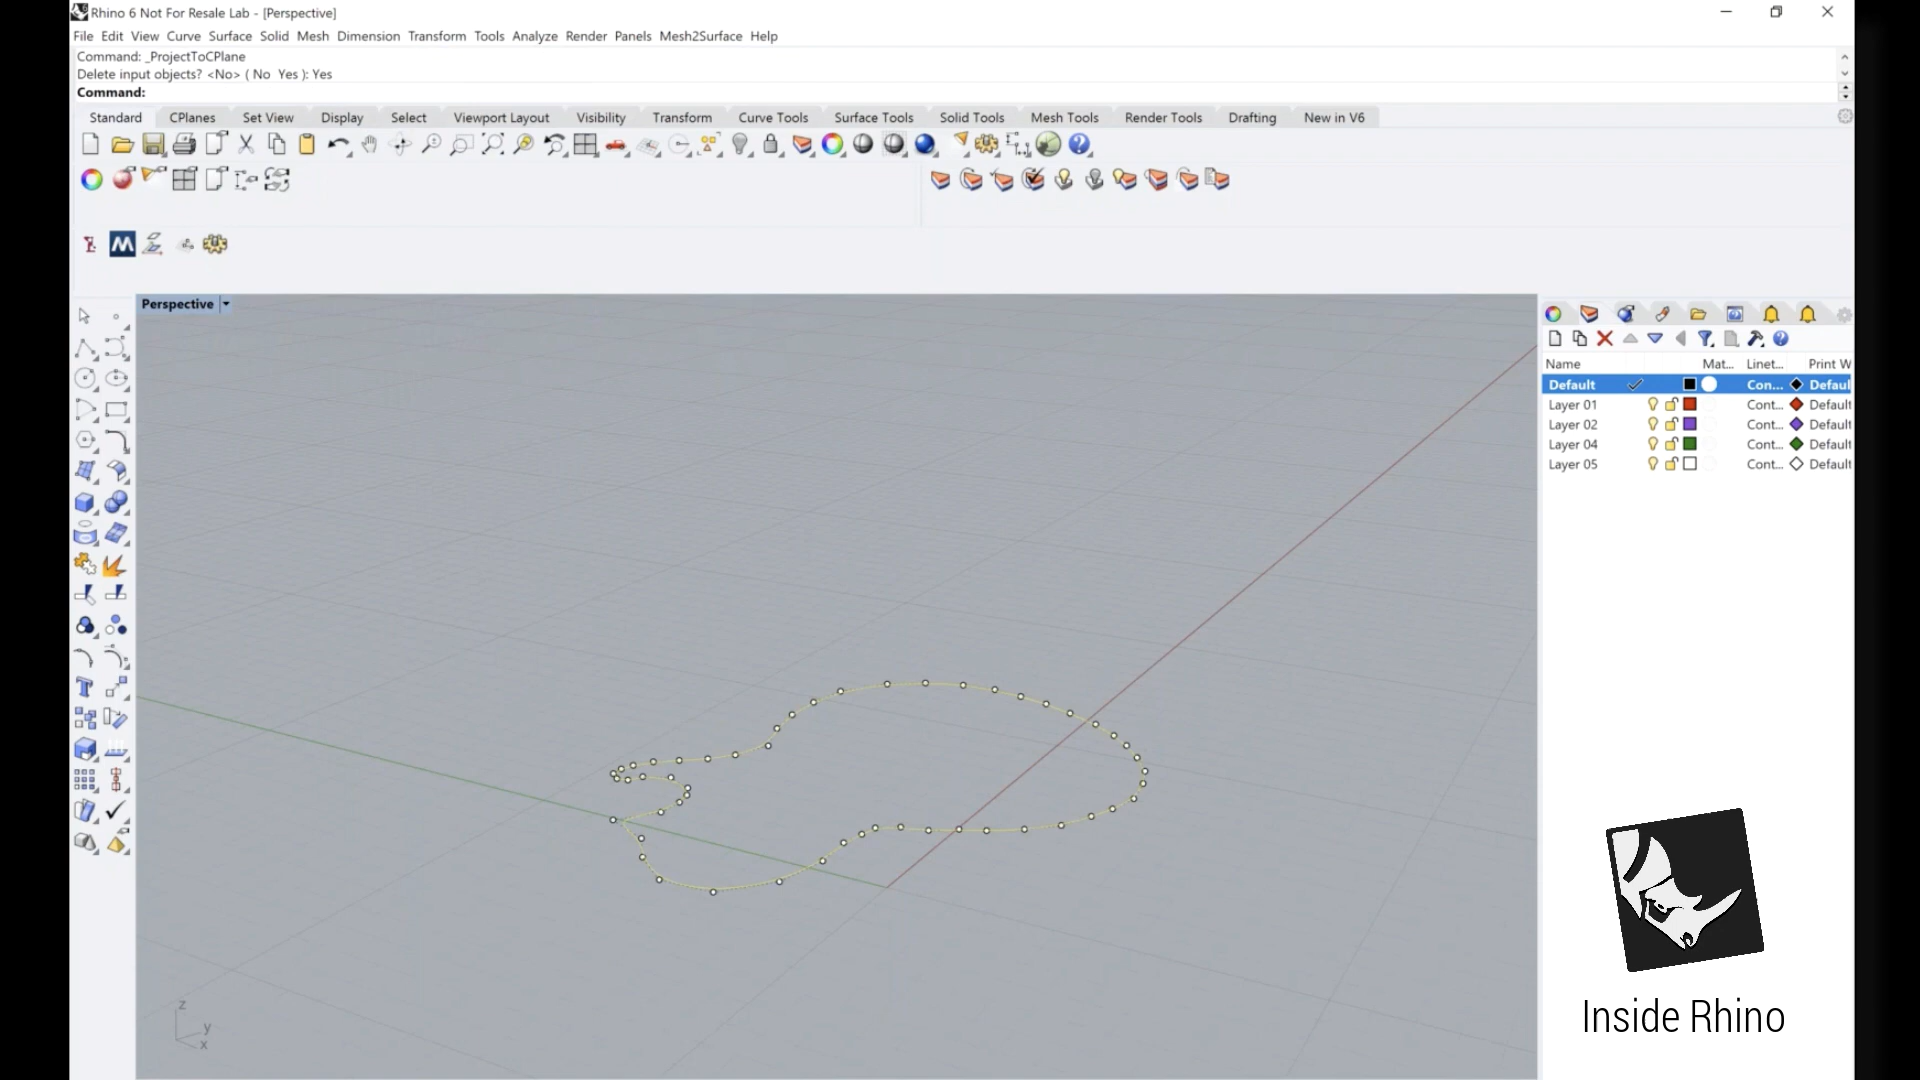 Rhino 6 Not For Resale Lab - [Perspective]
File Edit View Curve Surface Solid Mesh Dimension Transform Tools Analyze Render Panels Mesh2Surface Help
Command: _ProjectToCPlane
Delete input objects? <No> ( No Yes ): Yes
Command:
Standard CPlanes Set View Display Select Viewport Layout Visibility Transform Curve Tools Surface Tools Solid Tools Mesh Tools Render Tools Drafting New in V6
Perspective
Name Mat... Linet... Print W
Default Con... Defaul
Layer 01 Cont... Default
Layer 02 Cont... Default
Layer 04 Cont... Default
Layer 05 Cont... Default
z
y
x
Inside Rhino